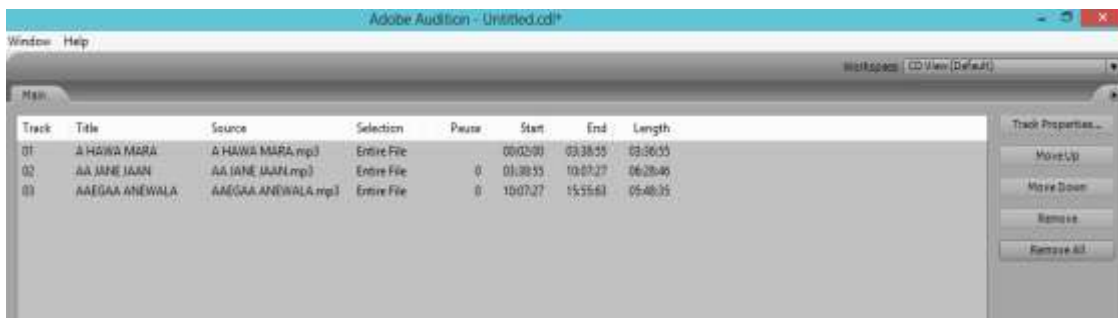 Adobe Audition - Untitled.cdl*
Window Help
Workspace: CD View (Default)
Main
Track Title Source Selection Pause Start End Length
01 A HAWA MARA A HAWA MARA.mp3 Entire File 00:02:00 03:38:55 03:36:55
02 AA JANE JAAN AA JANE JAAN.mp3 Entire File 0 03:38:55 10:07:27 06:28:46
03 AAEGAA ANEWALA AAEGAA ANEWALA.mp3 Entire File 0 10:07:27 15:55:63 05:48:35
Track Properties...
Move Up
Move Down
Remove
Remove All